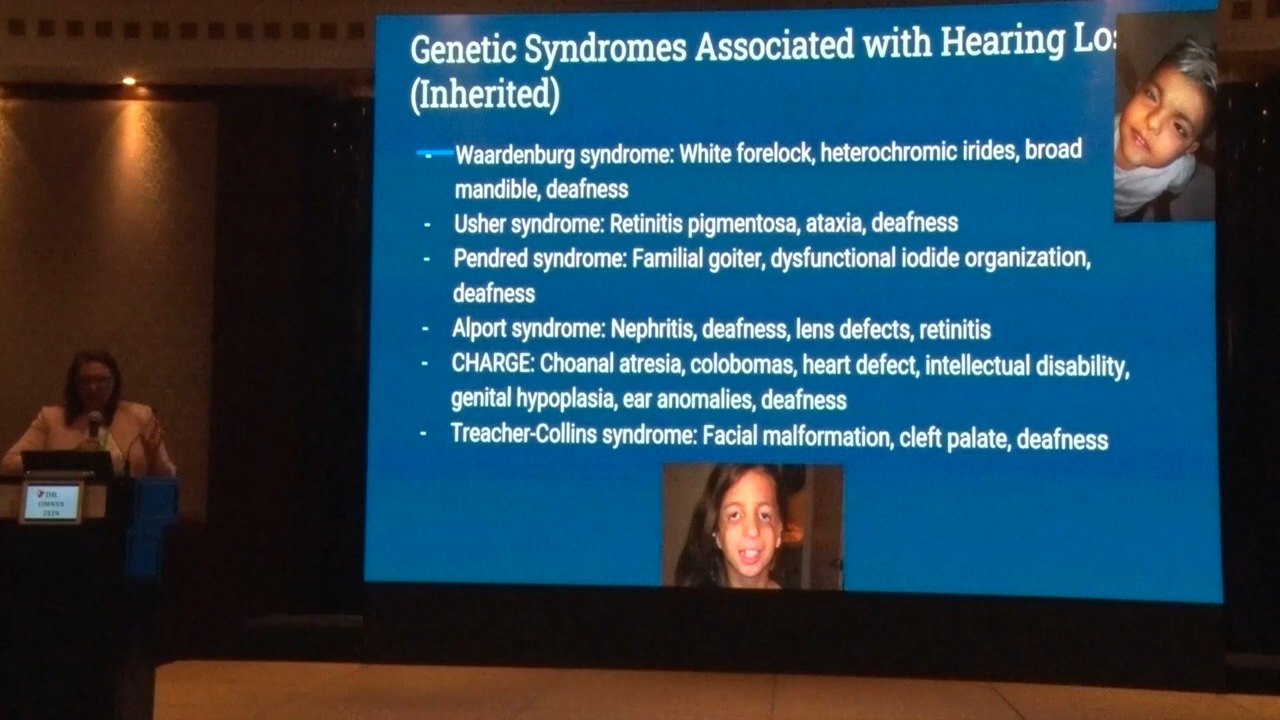 Genetic Syndromes Associated with Hearing Los
(Inherited)
- Waardenburg syndrome: White forelock, heterochromic irides, broad
mandible, deafness
- Usher syndrome: Retinitis pigmentosa, ataxia, deafness
- Pendred syndrome: Familial goiter, dysfunctional iodide organization,
deafness
- Alport syndrome: Nephritis, deafness, lens defects, retinitis
- CHARGE: Choanal atresia, colobomas, heart defect, intellectual disability,
genital hypoplasia, ear anomalies, deafness
- Treacher-Collins syndrome: Facial malformation, cleft palate, deafness
DR.
OMNYA
ZEIN